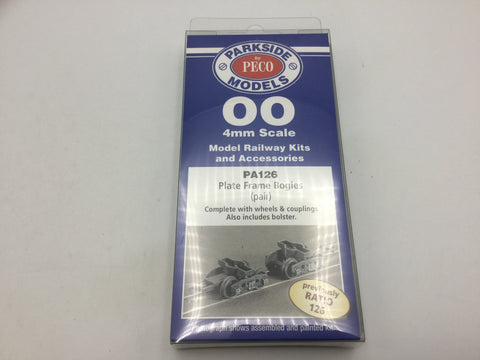 PARKSIDE
by
PECO
MODELS
OO
4mm Scale
Model Railway Kits
and Accessories
PA126
Plate Frame Bogies
(pair)
Complete with wheels & couplings
Also includes bolster.
previously
RATIO
126
shows assembled and painted